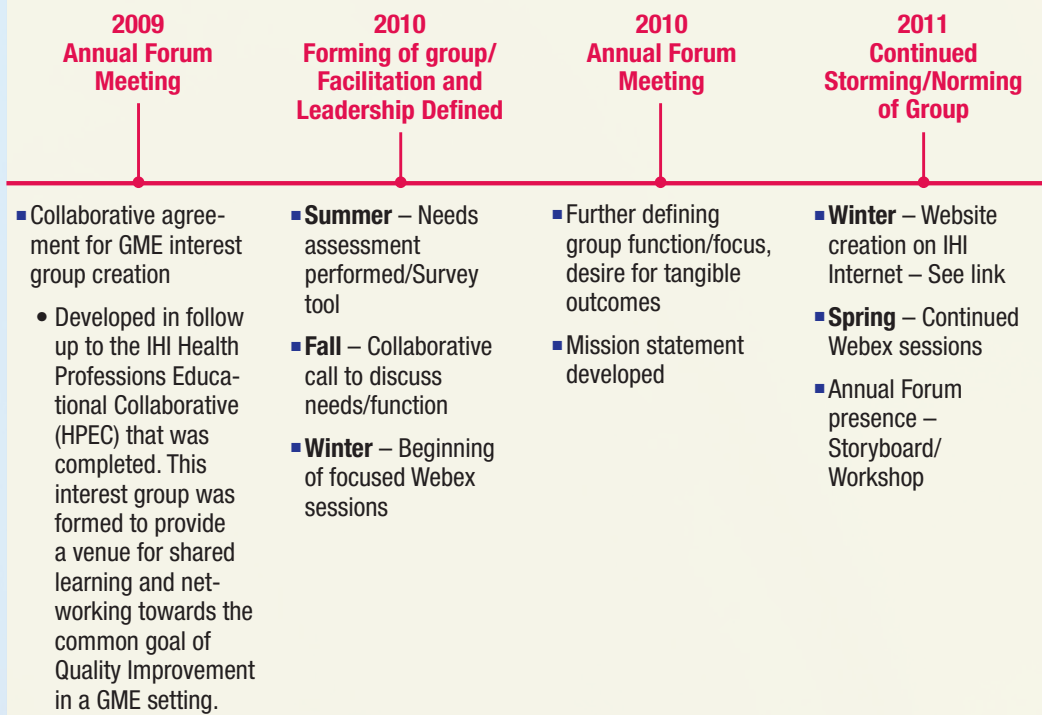 2009
Annual Forum
Meeting
2010
Forming of group/
Facilitation and
Leadership Defined
2010
Annual Forum
Meeting
2011
Continued
Storming/Norming
of Group
■ Collaborative agree-
ment for GME interest
group creation
• Developed in follow
up to the IHI Health
Professions Educa-
tional Collaborative
(HPEC) that was
completed. This
interest group was
formed to provide
a venue for shared
learning and net-
working towards the
common goal of
Quality Improvement
in a GME setting.
■ Summer – Needs
assessment
performed/Survey
tool
■ Fall – Collaborative
call to discuss
needs/function
■ Winter – Beginning
of focused Webex
sessions
■ Further defining
group function/focus,
desire for tangible
outcomes
■ Mission statement
developed
■ Winter – Website
creation on IHI
Internet – See link
■ Spring – Continued
Webex sessions
■ Annual Forum
presence –
Storyboard/
Workshop